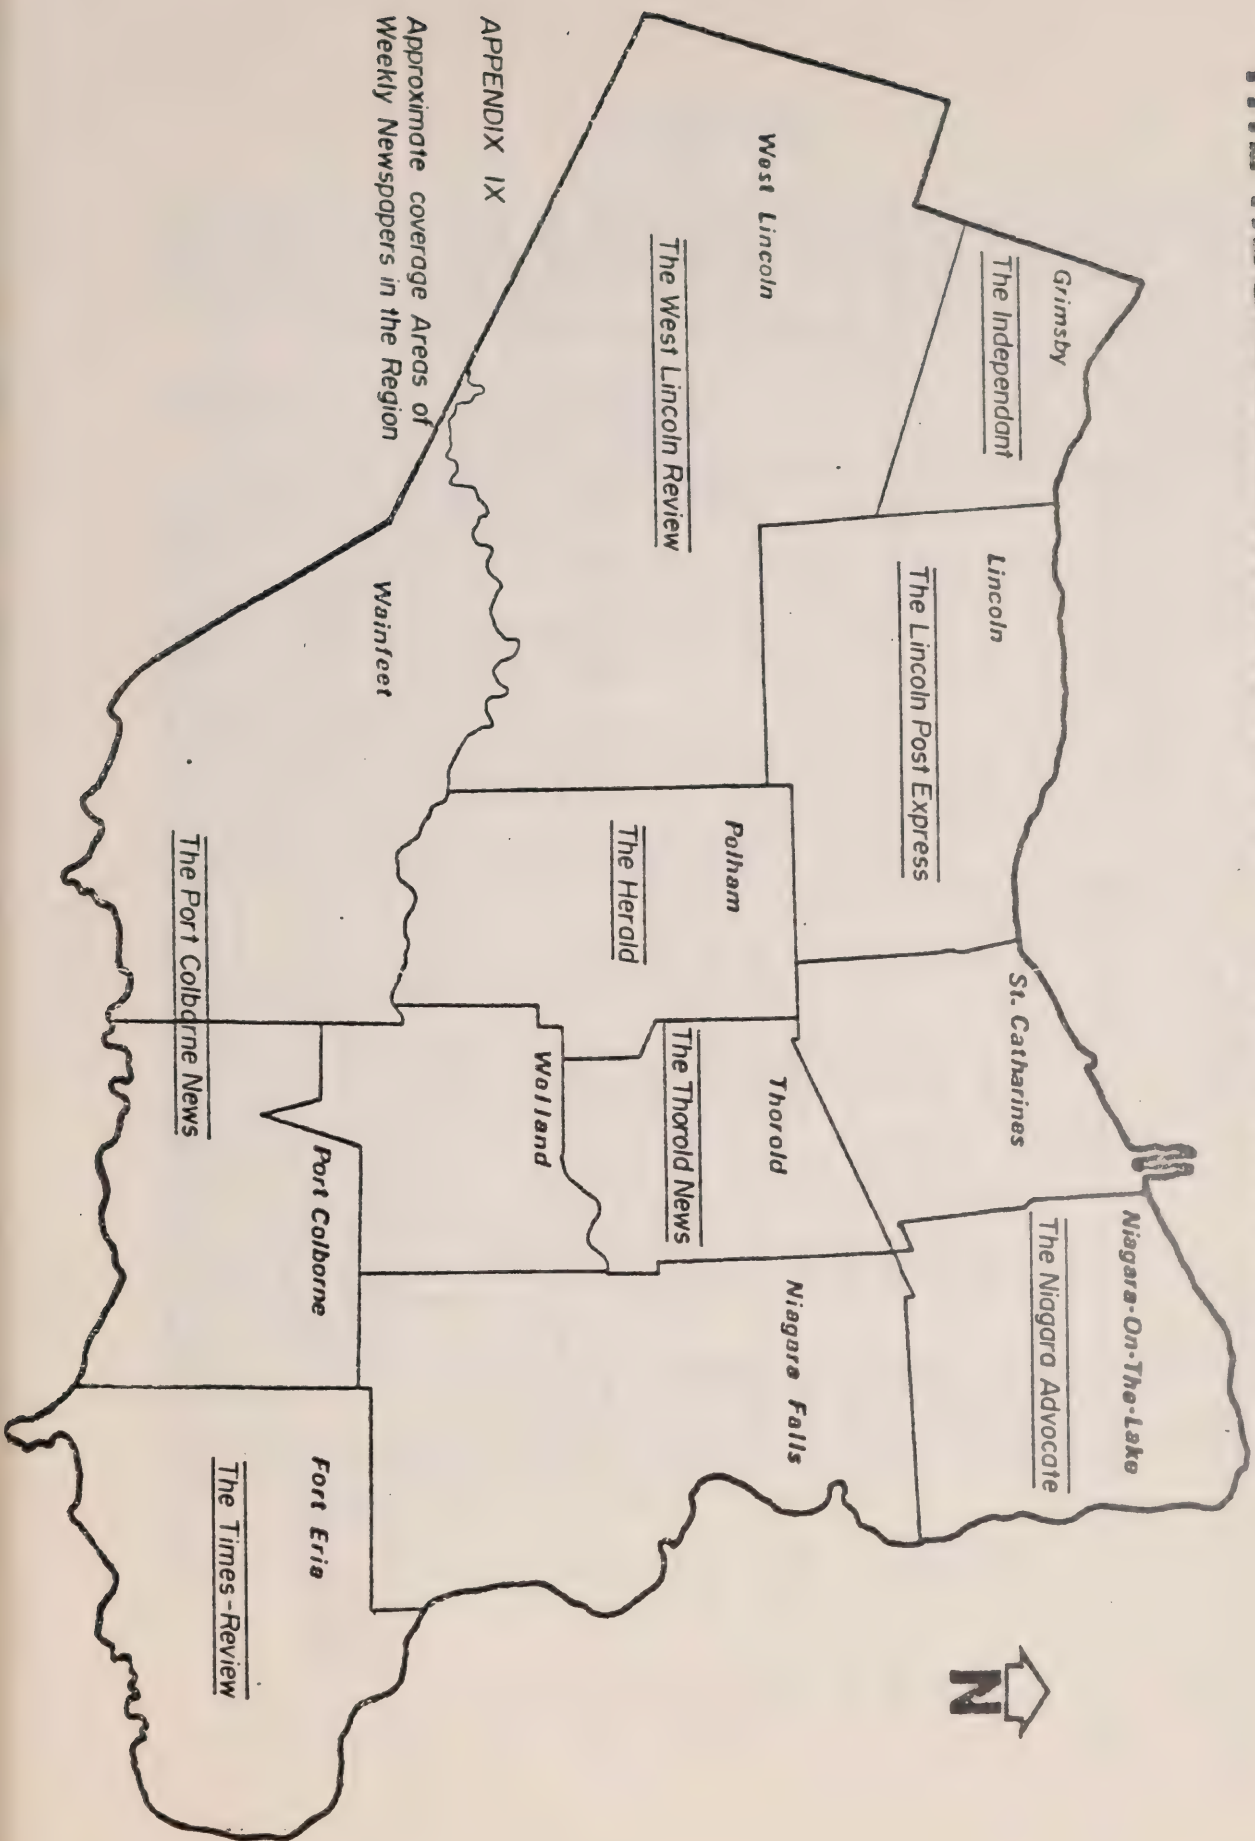 Grimsby
The Independant
West Lincoln
The West Lincoln Review
Lincoln
The Lincoln Post Express
St. Catharines
Niagara-On-The-Lake
The Niagara Advocate
Pelham
The Herald
Thorold
The Thorold News
Niagara Falls
Welland
Wainfeet
Port Colborne
The Port Colborne News
Fort Erie
The Times-Review
N
APPENDIX IX
Approximate coverage Areas of
Weekly Newspapers in the Region